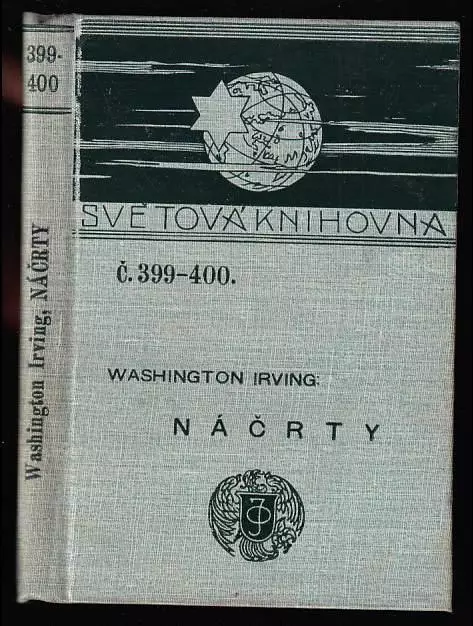 399-
400
Washington Irving, NÁČRTY
SVĚTOVÁ KNIHOVNA
Č. 399-400.
WASHINGTON IRVING:
NÁČRTY